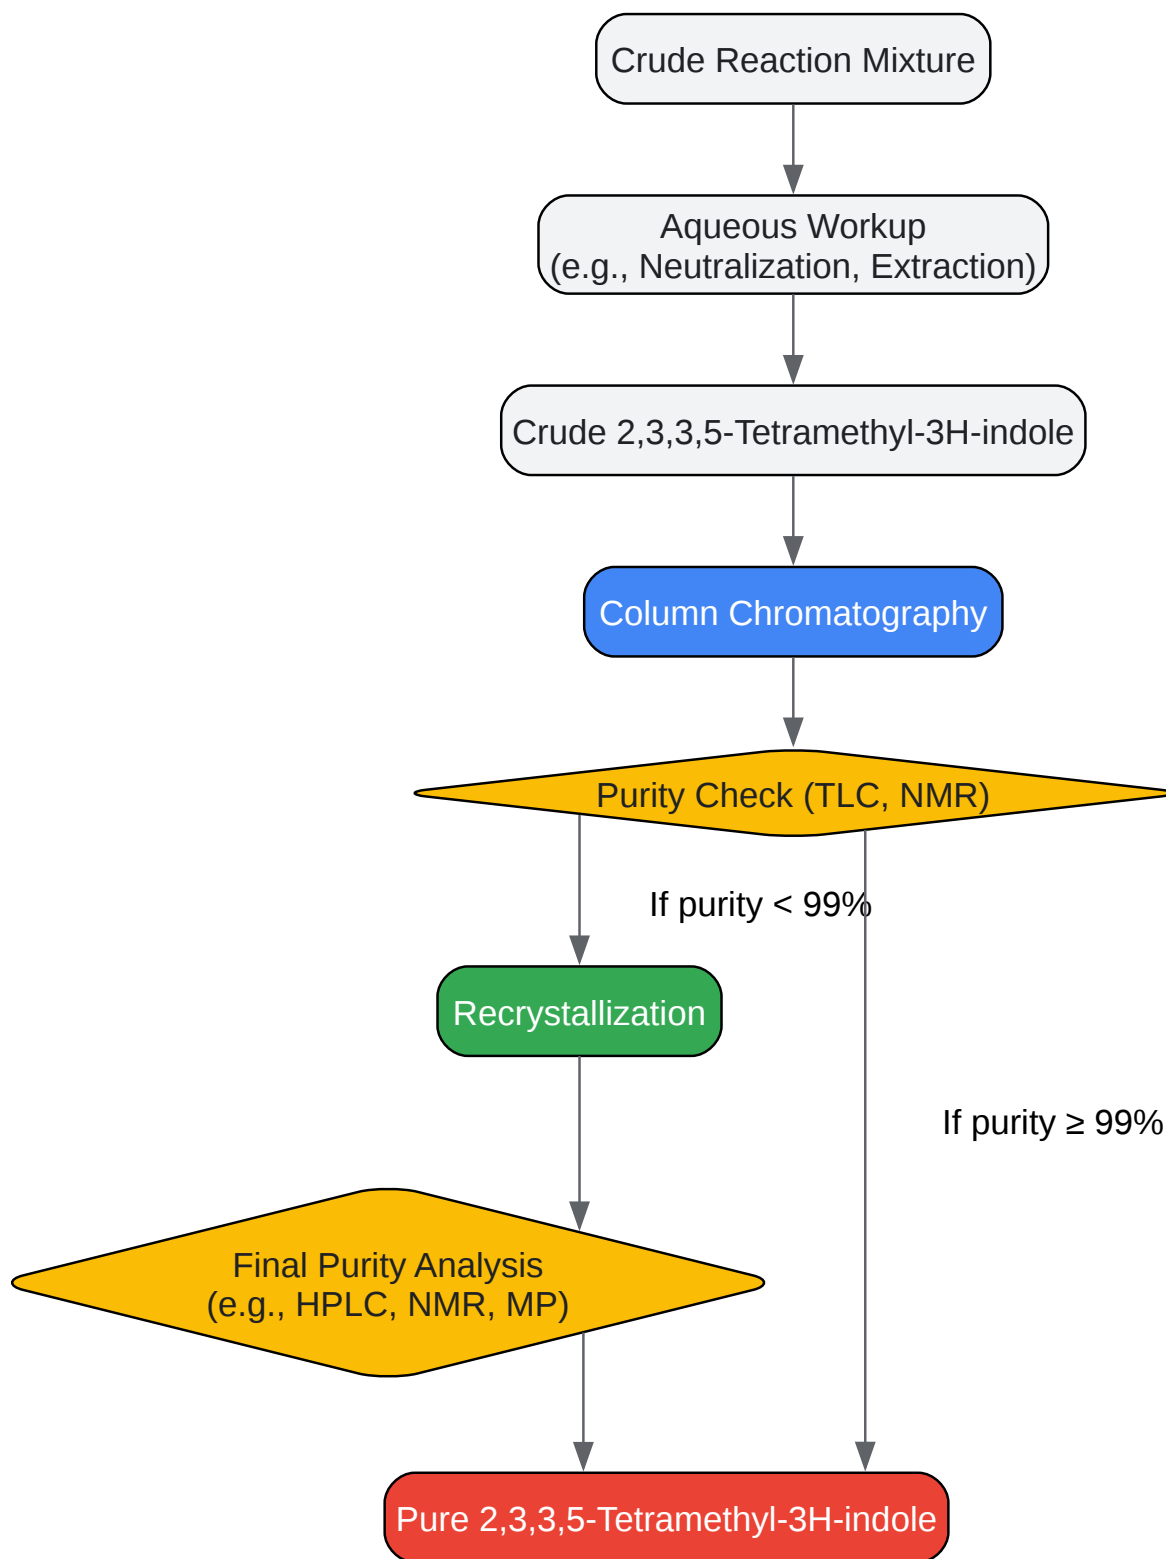 Crude Reaction Mixture
Aqueous Workup
(e.g., Neutralization, Extraction)
Crude 2,3,3,5-Tetramethyl-3H-indole
Column Chromatography
Purity Check (TLC, NMR)
If purity < 99%
Recrystallization
If purity ≥ 99%
Final Purity Analysis
(e.g., HPLC, NMR, MP)
Pure 2,3,3,5-Tetramethyl-3H-indole